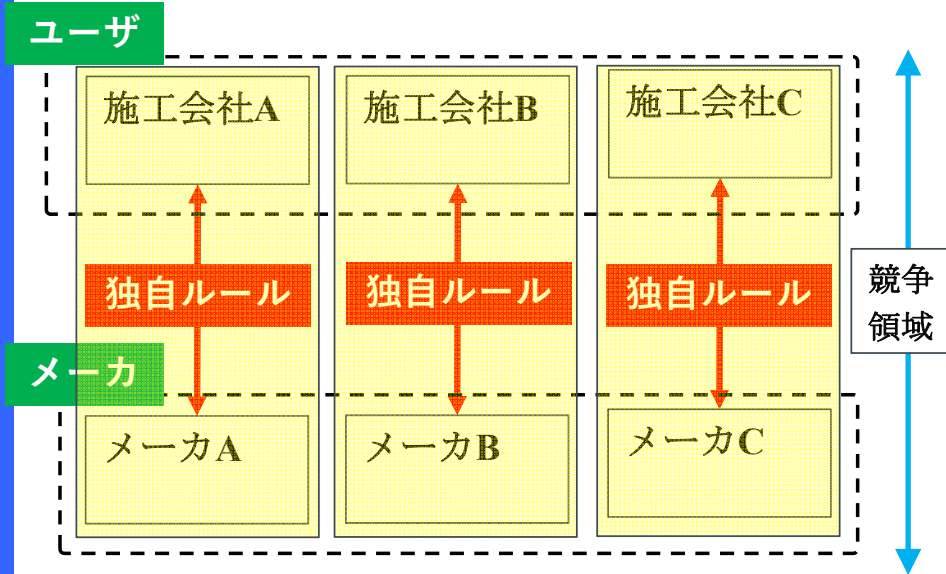 ユーザ
施工会社A
施工会社B
施工会社C
独自ルール
独自ルール
独自ルール
競争
領域
メーカ
メーカA
メーカB
メーカC